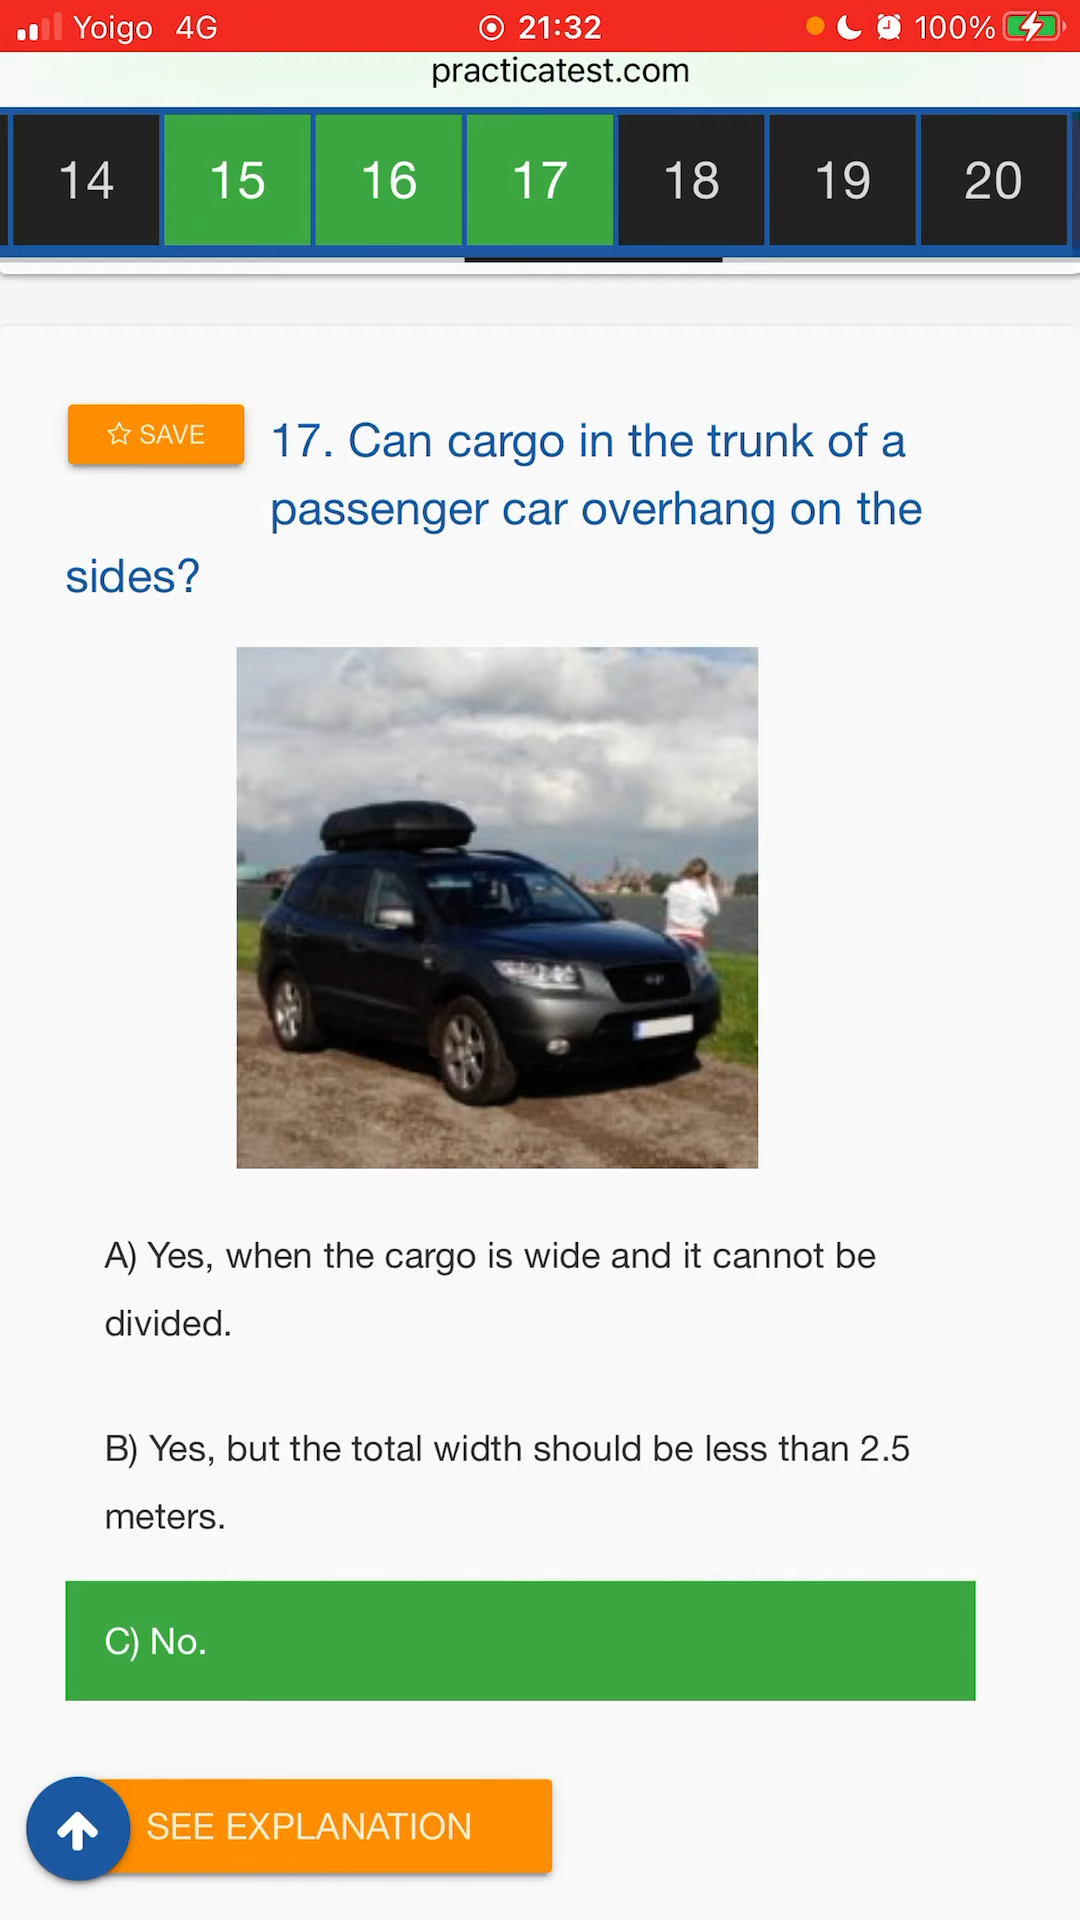 Yoigo 4G 21:32 100%
practicatest.com
14 15 16 17 18 19 20
SAVE
17. Can cargo in the trunk of a
passenger car overhang on the
sides?
A) Yes, when the cargo is wide and it cannot be
divided.
B) Yes, but the total width should be less than 2.5
meters.
C) No.
SEE EXPLANATION